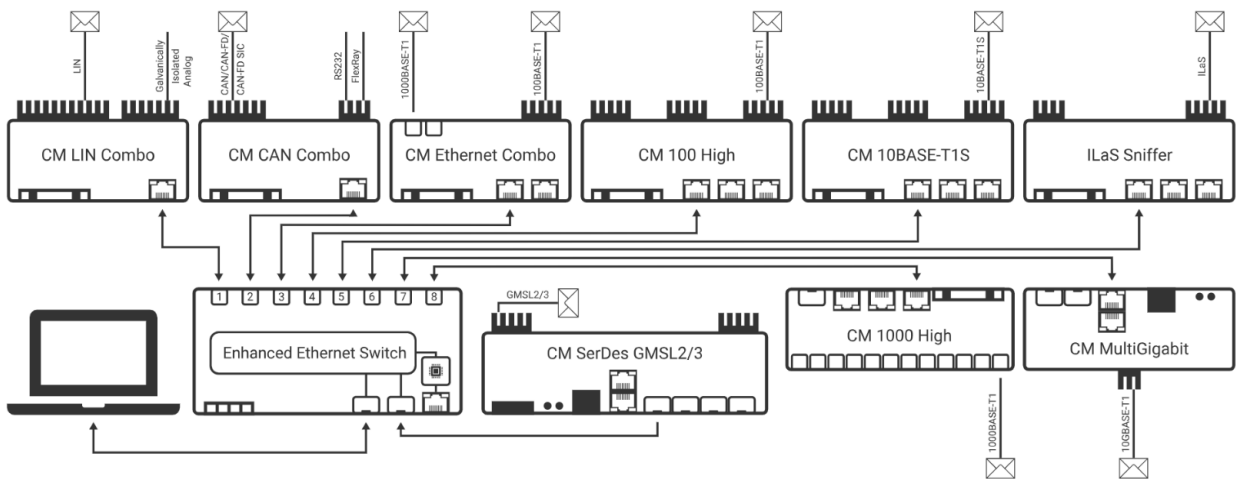 LIN
Galvanically
Isolated
Analog
CAN/CAN-FD/
CAN-FD SIC
RS232
FlexRay
1000BASE-T1
100BASE-T1
100BASE-T1
10BASE-T1S
ILaS
CM LIN Combo
CM CAN Combo
CM Ethernet Combo
CM 100 High
CM 10BASE-T1S
ILaS Sniffer
1
2
3
4
5
6
7
8
GMSL2/3
Enhanced Ethernet Switch
CM SerDes GMSL2/3
CM 1000 High
CM MultiGigabit
1000BASE-T1
10GBASE-T1